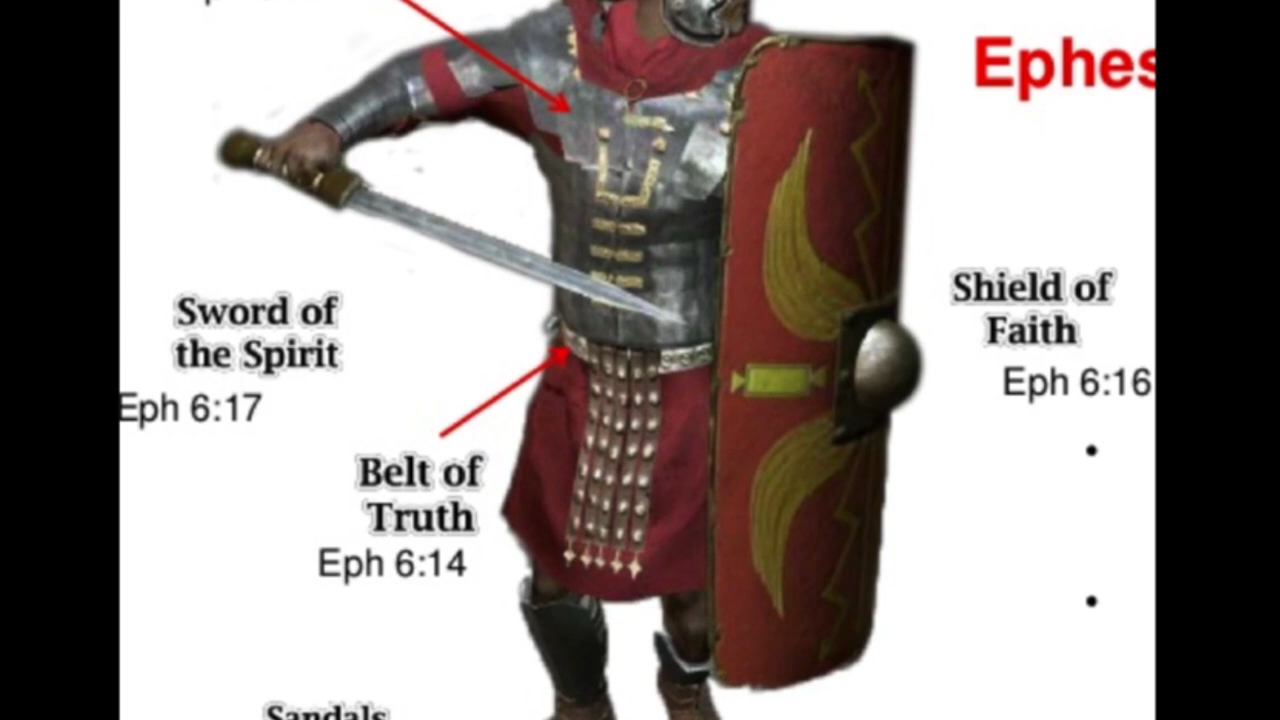 Ephes
Sword of
the Spirit
Eph 6:17
Shield of
Faith
Eph 6:16
•
Belt of
Truth
Eph 6:14
•
Sandals